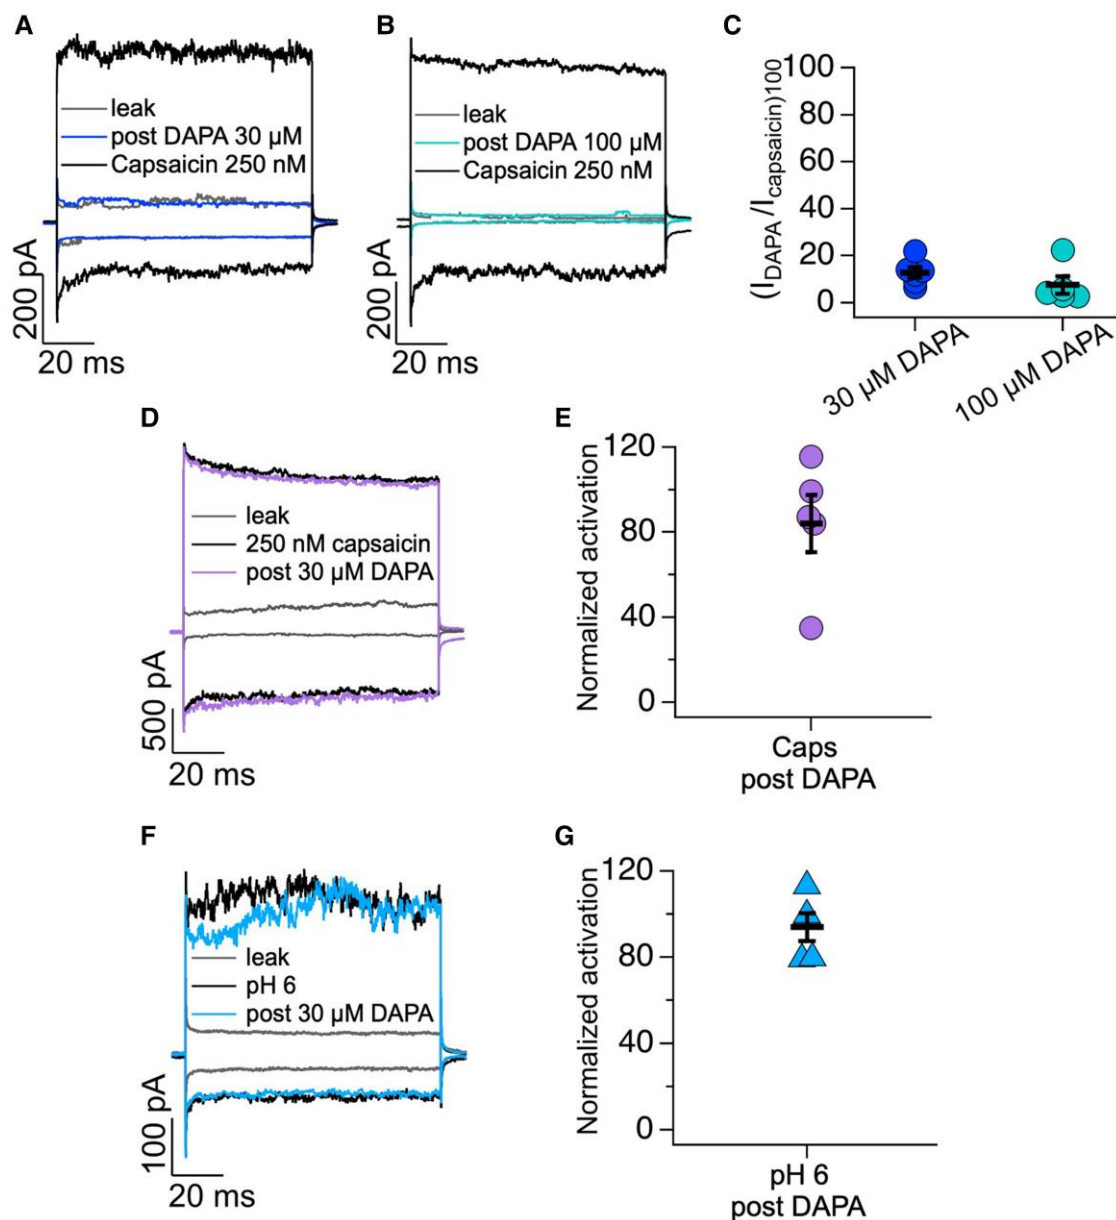 A
leak
post DAPA 30 µM
Capsaicin 250 nM
200 pA
20 ms
B
leak
post DAPA 100 µM
Capsaicin 250 nM
200 pA
20 ms
C
(I_DAPA /I_capsaicin)100
100
80
60
40
20
0
30 µM DAPA
100 µM DAPA
D
leak
250 nM capsaicin
post 30 µM DAPA
500 pA
20 ms
E
Normalized activation
120
80
40
0
Caps
post DAPA
F
leak
pH 6
post 30 µM DAPA
100 pA
20 ms
G
Normalized activation
120
80
40
0
pH 6
post DAPA